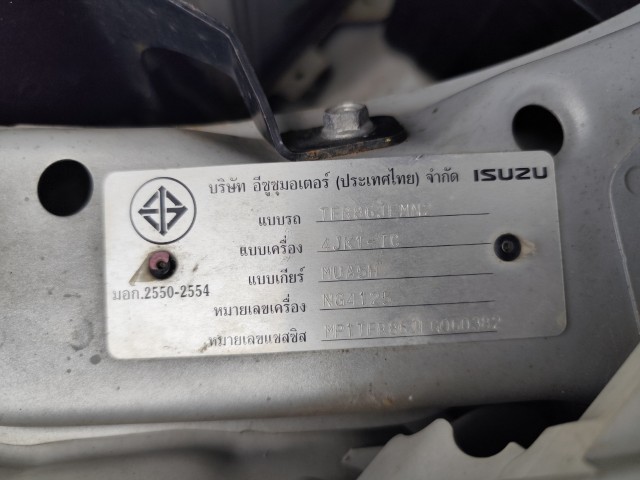 บริษัท อีซูซุมอเตอร์ (ประเทศไทย) จำกัด ISUZU
แบบรถ
แบบเครื่อง 4JK1-TC
แบบเกียร์
มอก.2550-2554
หมายเลขเครื่อง
หมายเลขแชสซิส